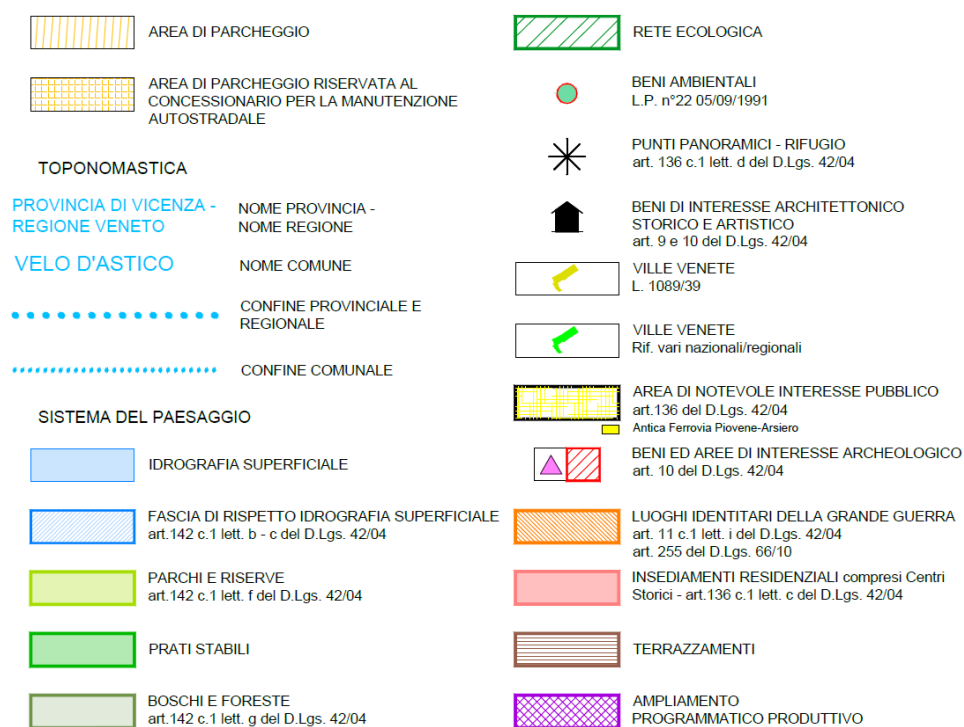 AREA DI PARCHEGGIO
AREA DI PARCHEGGIO RISERVATA AL
CONCESSIONARIO PER LA MANUTENZIONE
AUTOSTRADALE
TOPONOMASTICA
PROVINCIA DI VICENZA -
REGIONE VENETO
NOME PROVINCIA -
NOME REGIONE
VELO D'ASTICO
NOME COMUNE
CONFINE PROVINCIALE E
REGIONALE
CONFINE COMUNALE
SISTEMA DEL PAESAGGIO
IDROGRAFIA SUPERFICIALE
FASCIA DI RISPETTO IDROGRAFIA SUPERFICIALE
art.142 c.1 lett. b - c del D.Lgs. 42/04
PARCHI E RISERVE
art.142 c.1 lett. f del D.Lgs. 42/04
PRATI STABILI
BOSCHI E FORESTE
art.142 c.1 lett. g del D.Lgs. 42/04
RETE ECOLOGICA
BENI AMBIENTALI
L.P. n°22 05/09/1991
PUNTI PANORAMICI - RIFUGIO
art. 136 c.1 lett. d del D.Lgs. 42/04
BENI DI INTERESSE ARCHITETTONICO
STORICO E ARTISTICO
art. 9 e 10 del D.Lgs. 42/04
VILLE VENETE
L. 1089/39
VILLE VENETE
Rif. vari nazionali/regionali
AREA DI NOTEVOLE INTERESSE PUBBLICO
art.136 del D.Lgs. 42/04
Antica Ferrovia Piovene-Arsiero
BENI ED AREE DI INTERESSE ARCHEOLOGICO
art. 10 del D.Lgs. 42/04
LUOGHI IDENTITARI DELLA GRANDE GUERRA
art. 11 c.1 lett. i del D.Lgs. 42/04
art. 255 del D.Lgs. 66/10
INSEDIAMENTI RESIDENZIALI compresi Centri
Storici - art.136 c.1 lett. c del D.Lgs. 42/04
TERRAZZAMENTI
AMPLIAMENTO
PROGRAMMATICO PRODUTTIVO